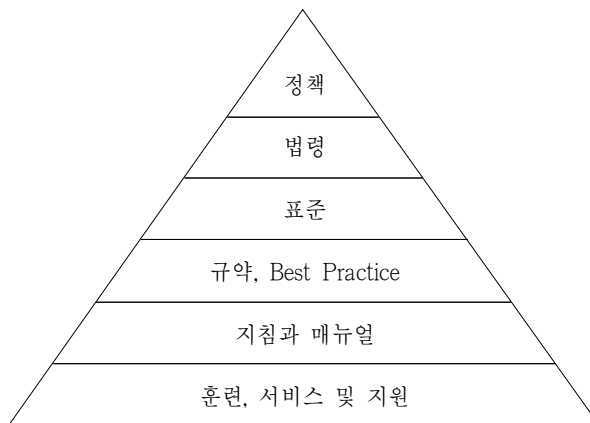 정책
법령
표준
규약, Best Practice
지침과 매뉴얼
훈련, 서비스 및 지원